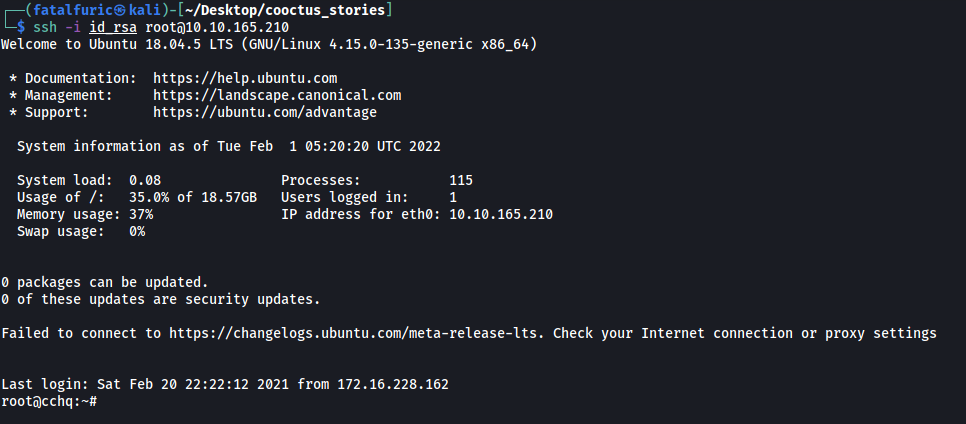 ┌──(fatalfuric㉿kali)-[~/Desktop/cooctus_stories]
└─$ ssh -i id_rsa root@10.10.165.210
Welcome to Ubuntu 18.04.5 LTS (GNU/Linux 4.15.0-135-generic x86_64)
* Documentation:  https://help.ubuntu.com
* Management:     https://landscape.canonical.com
* Support:        https://ubuntu.com/advantage
System information as of Tue Feb  1 05:20:20 UTC 2022
System load:  0.08              Processes:           115
Usage of /:   35.0% of 18.57GB  Users logged in:     1
Memory usage: 37%               IP address for eth0: 10.10.165.210
Swap usage:   0%
0 packages can be updated.
0 of these updates are security updates.
Failed to connect to https://changelogs.ubuntu.com/meta-release-lts. Check your Internet connection or proxy settings
Last login: Sat Feb 20 22:22:12 2021 from 172.16.228.162
root@cchq:~#